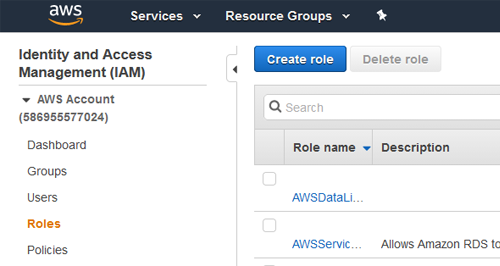 aws
Services
Resource Groups
Identity and Access
Management (IAM)
AWS Account
(586955577024)
Dashboard
Groups
Users
Roles
Policies
Create role
Delete role
Search
Role name
Description
AWSDataLi...
AWSServic...
Allows Amazon RDS to